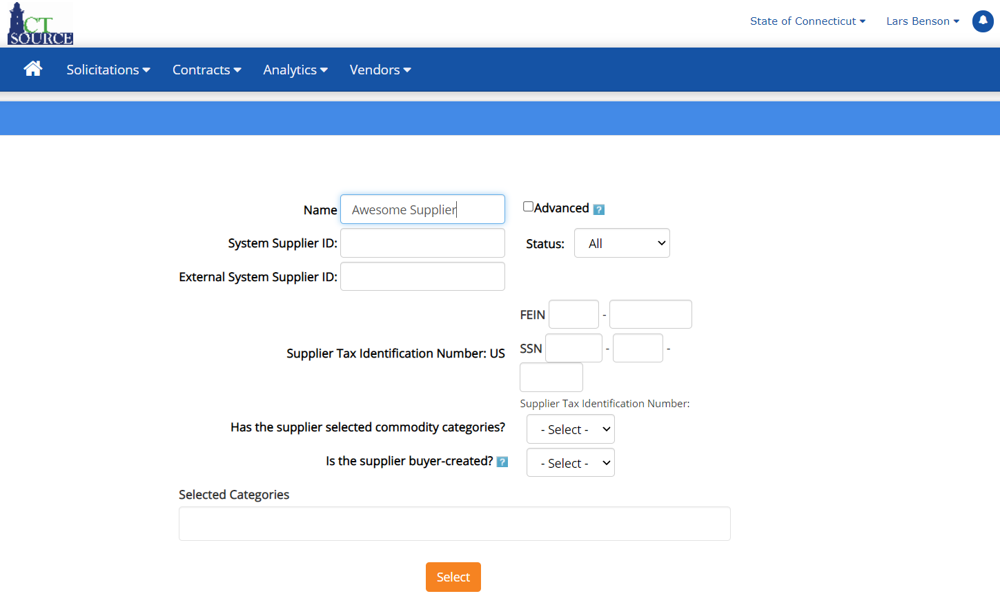 CT
SOURCE
State of Connecticut
Lars Benson
Solicitations
Contracts
Analytics
Vendors
Name
Awesome Supplier
Advanced ?
System Supplier ID:
Status:
All
External System Supplier ID:
FEIN - 
Supplier Tax Identification Number: US
SSN - -
Supplier Tax Identification Number:
Has the supplier selected commodity categories?
- Select -
Is the supplier buyer-created? ?
- Select -
Selected Categories
Select